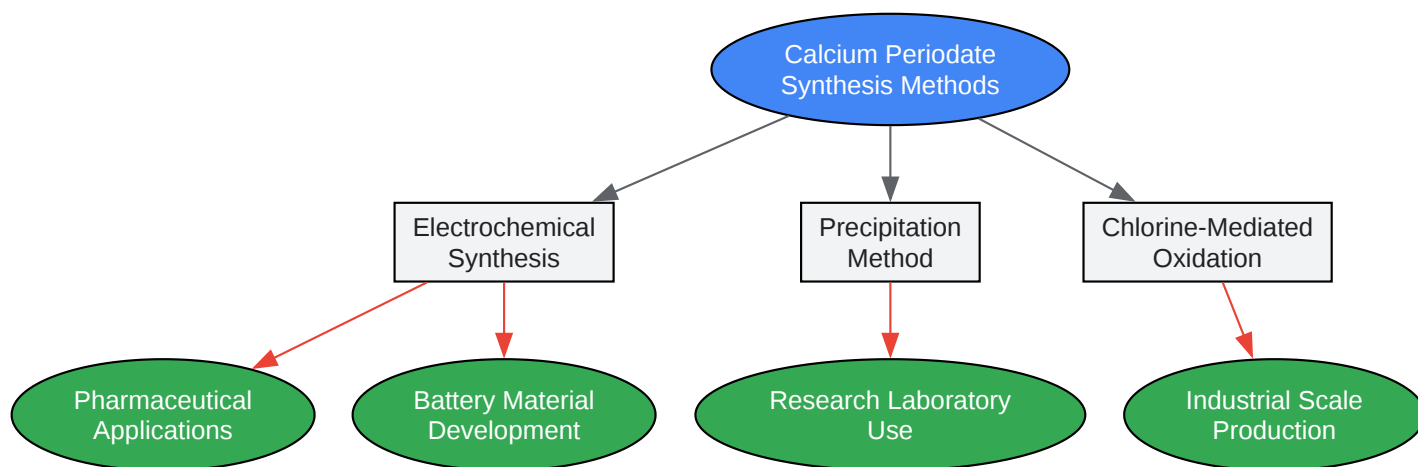 Calcium Periodate
Synthesis Methods
Electrochemical
Synthesis
Precipitation
Method
Chlorine-Mediated
Oxidation
Pharmaceutical
Applications
Battery Material
Development
Research Laboratory
Use
Industrial Scale
Production